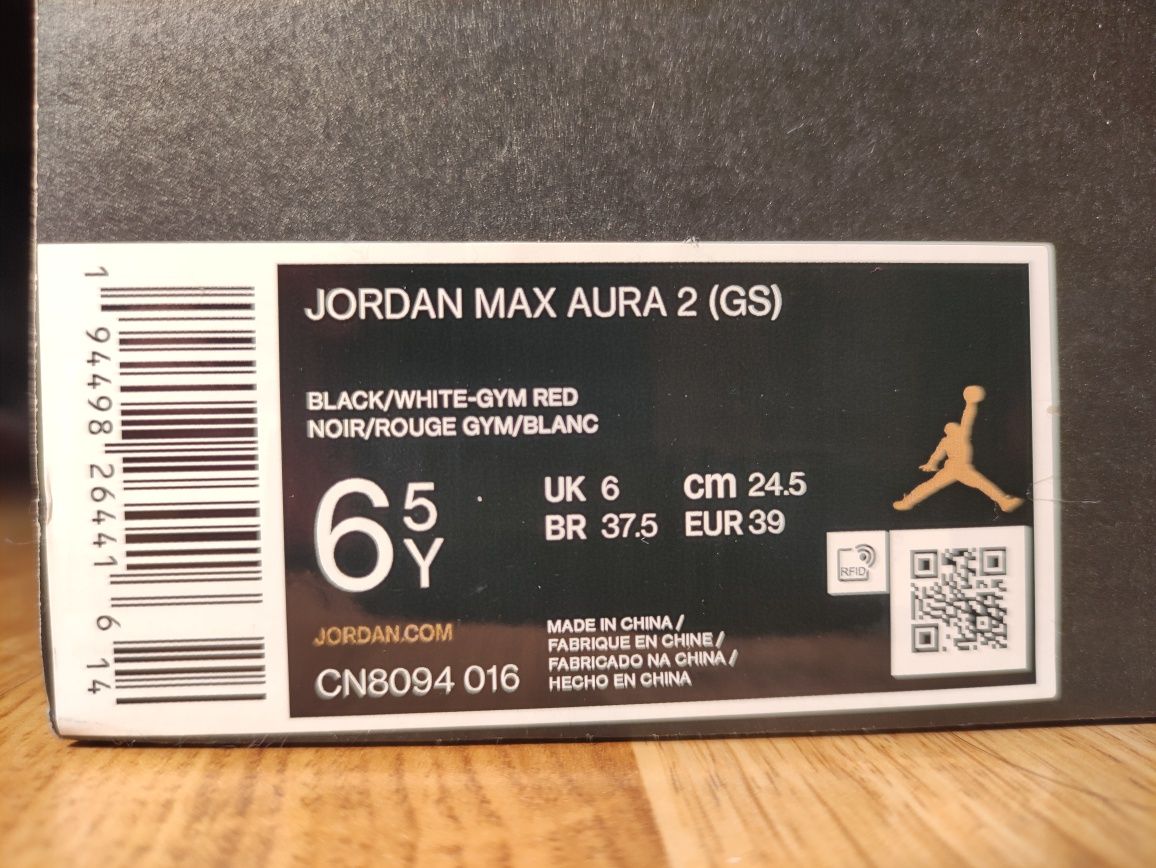 JORDAN MAX AURA 2 (GS)
BLACK/WHITE-GYM RED
NOIR/ROUGE GYM/BLANC
6 5 Y
UK 6 cm 24.5
BR 37.5 EUR 39
RFID
JORDAN.COM
CN8094 016
MADE IN CHINA /
FABRIQUE EN CHINE /
FABRICADO NA CHINA /
HECHO EN CHINA
1 94498 26441 6 14